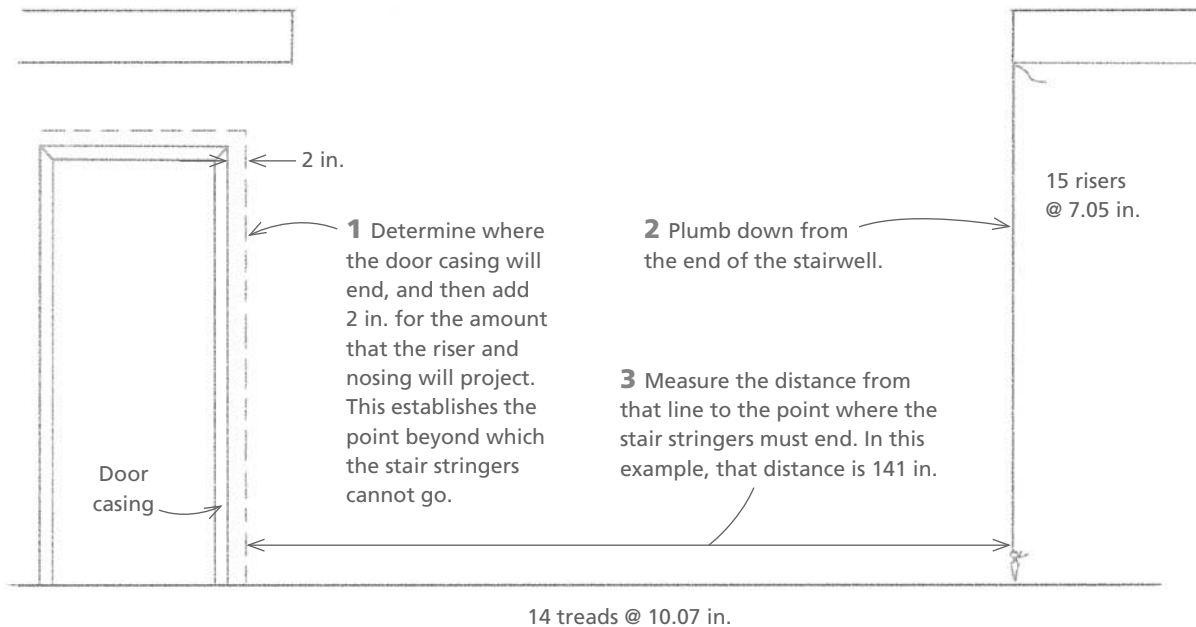 2 in.
15 risers
@ 7.05 in.
1 Determine where
the door casing will
end, and then add
2 in. for the amount
that the riser and
nosing will project.
This establishes the
point beyond which
the stair stringers
cannot go.
2 Plumb down from
the end of the stairwell.
3 Measure the distance from
that line to the point where the
stair stringers must end. In this
example, that distance is 141 in.
Door
casing
14 treads @ 10.07 in.